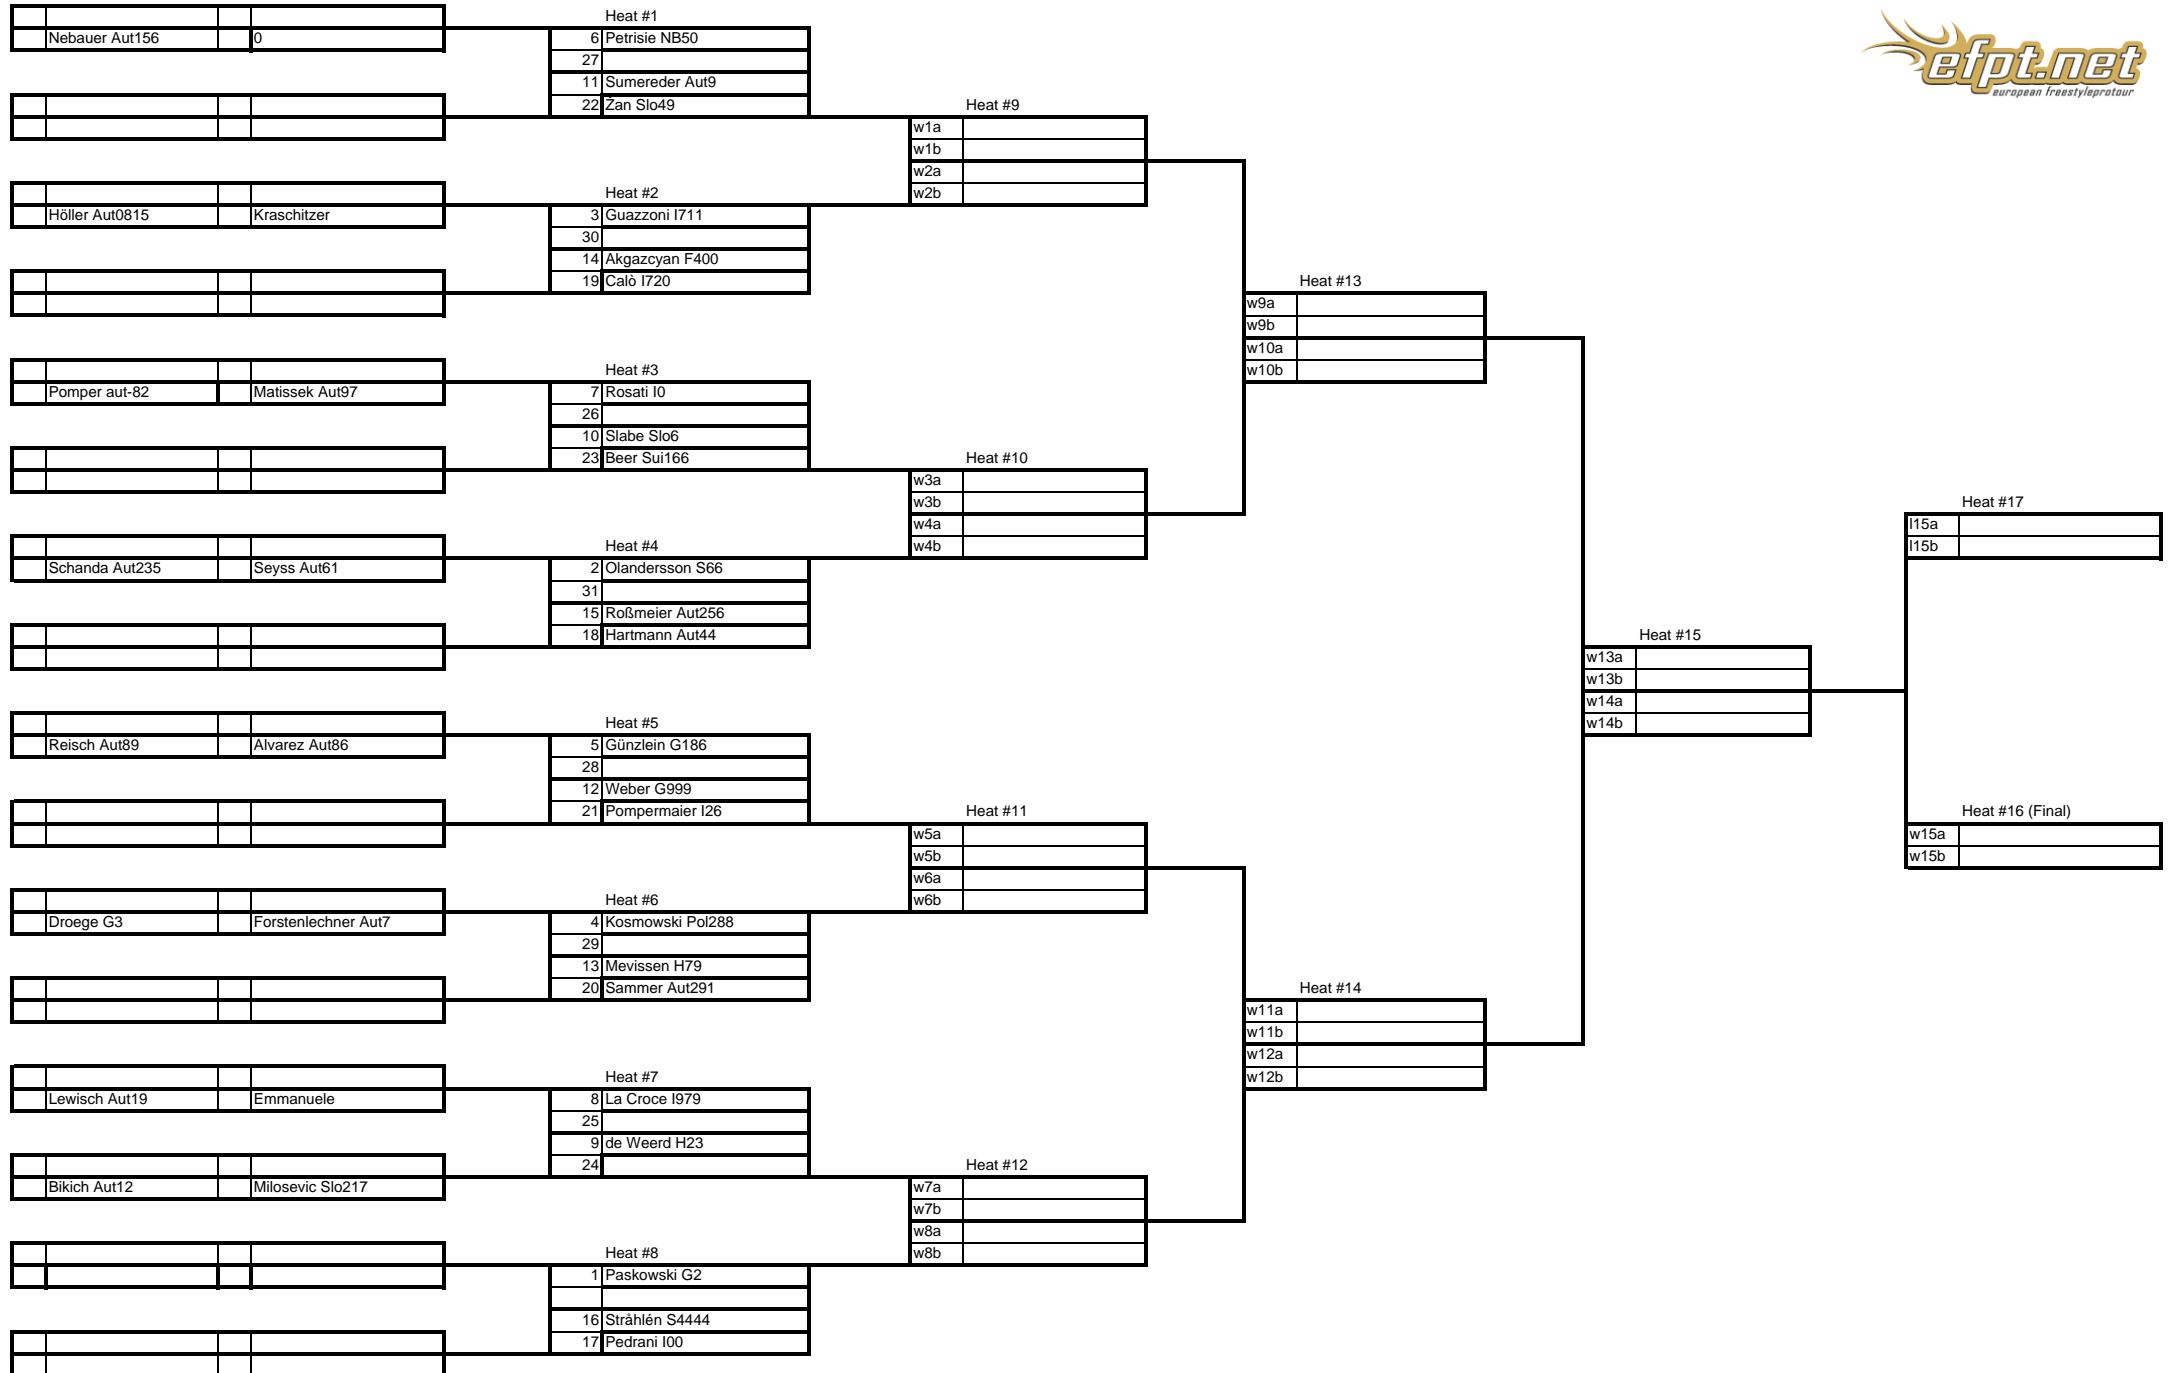 Heat #1
Nebauer Aut156 0
6 Petrisie NB50
27
11 Sumereder Aut9
22 Žan Slo49
Heat #9
w1a
w1b
w2a
w2b
Heat #2
Höller Aut0815 Kraschitzer
3 Guazzoni I711
30
14 Akgazcyan F400
19 Calò I720
Heat #13
w9a
w9b
w10a
w10b
Heat #3
Pomper aut-82 Matissek Aut97
7 Rosati I0
26
10 Slabe Slo6
23 Beer Sui166
Heat #10
w3a
w3b
w4a
w4b
Heat #17
l15a
l15b
Heat #4
Schanda Aut235 Seyss Aut61
2 Olandersson S66
31
15 Roßmeier Aut256
18 Hartmann Aut44
Heat #15
w13a
w13b
w14a
w14b
Heat #5
Reisch Aut89 Alvarez Aut86
5 Günzlein G186
28
12 Weber G999
21 Pompermaier I26
Heat #11
w5a
w5b
w6a
w6b
Heat #16 (Final)
w15a
w15b
Heat #6
Droege G3 Forstenlechner Aut7
4 Kosmowski Pol288
29
13 Mevissen H79
20 Sammer Aut291
Heat #14
w11a
w11b
w12a
w12b
Heat #7
Lewisch Aut19 Emmanuele
8 La Croce I979
25
9 de Weerd H23
24
Heat #12
Bikich Aut12 Milosevic Slo217
w7a
w7b
w8a
w8b
Heat #8
1 Paskowski G2
16 Stråhlén S4444
17 Pedrani I00
efpt.net
european freestyleprotour